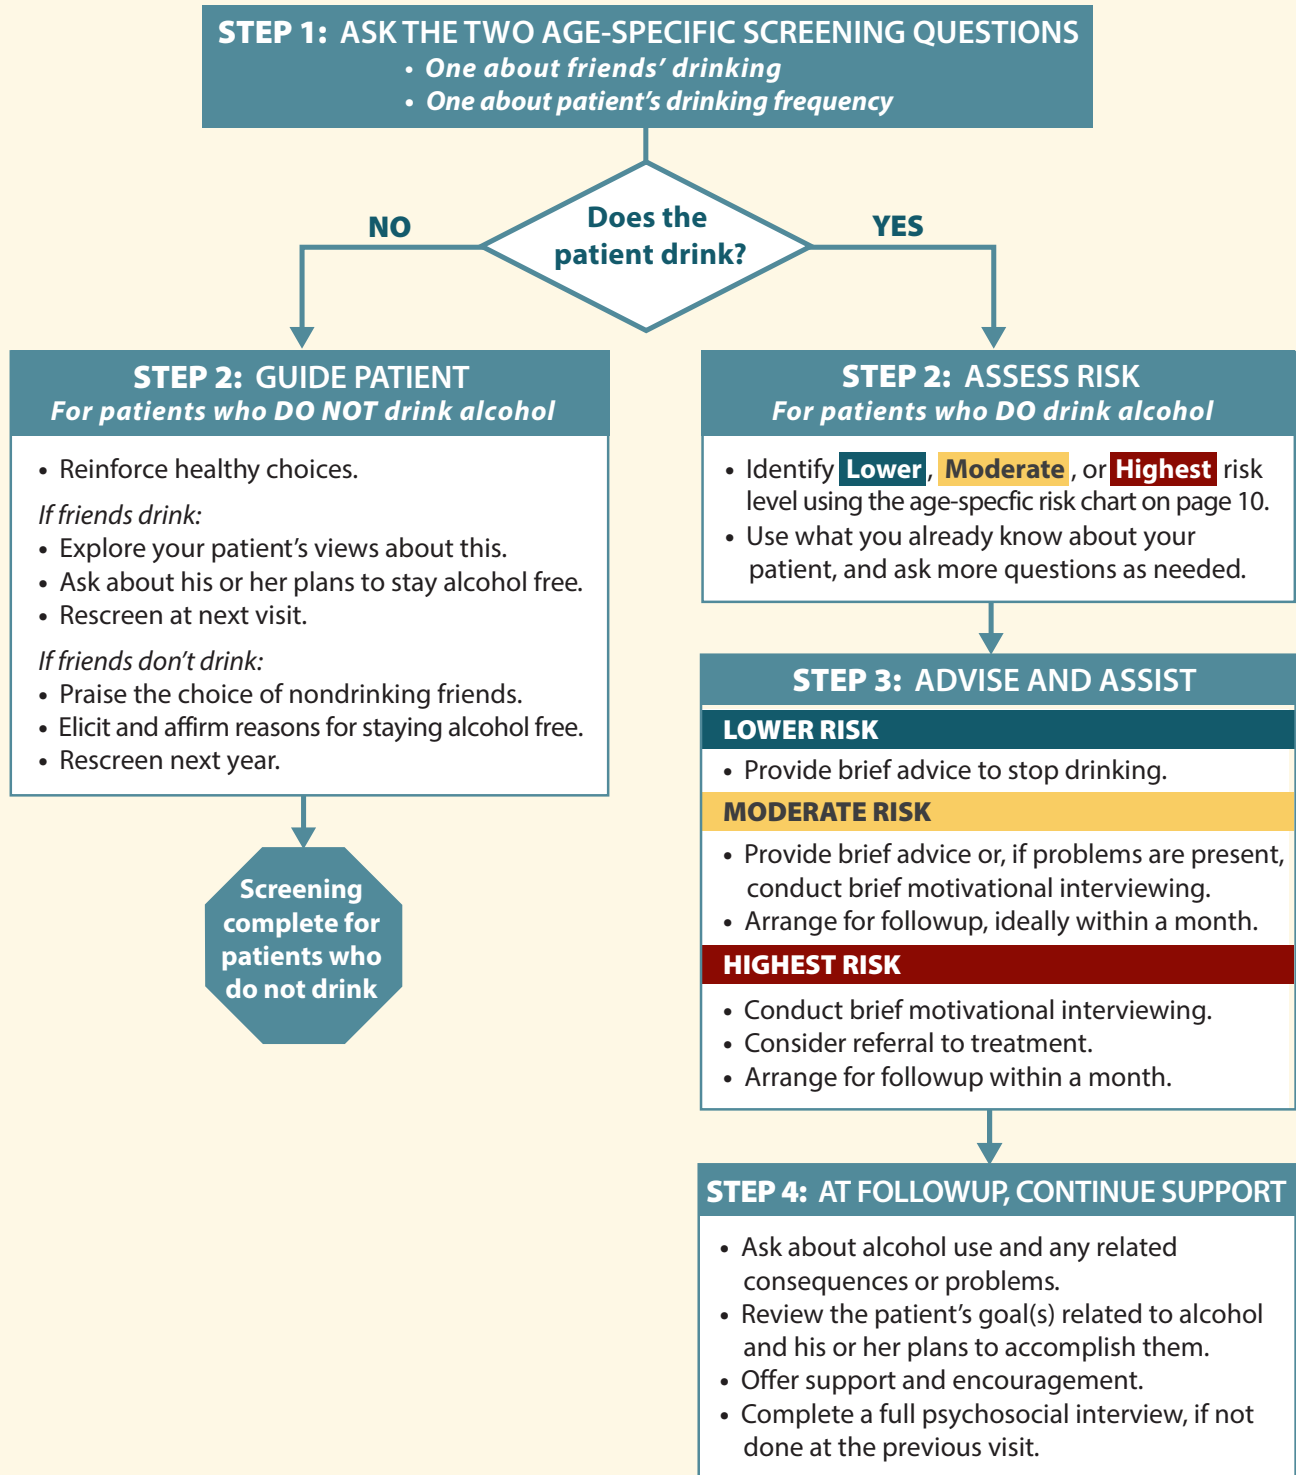 STEP 1: ASK THE TWO AGE-SPECIFIC SCREENING QUESTIONS
• One about friends’ drinking
• One about patient’s drinking frequency
Does the
patient drink?
NO
YES
STEP 2: GUIDE PATIENT
For patients who DO NOT drink alcohol
• Reinforce healthy choices.
If friends drink:
• Explore your patient’s views about this.
• Ask about his or her plans to stay alcohol free.
• Rescreen at next visit.
If friends don’t drink:
• Praise the choice of nondrinking friends.
• Elicit and affirm reasons for staying alcohol free.
• Rescreen next year.
Screening
complete for
patients who
do not drink
STEP 2: ASSESS RISK
For patients who DO drink alcohol
• Identify Lower, Moderate, or Highest risk
level using the age-specfic risk chart on page 10.
• Use what you already know about your
patient, and ask more questions as needed.
STEP 3: ADVISE AND ASSIST
LOWER RISK
• Provide brief advice to stop drinking.
MODERATE RISK
• Provide brief advice or, if problems are present,
conduct brief motivational interviewing.
• Arrange for followup, ideally within a month.
HIGHEST RISK
• Conduct brief motivational interviewing.
• Consider referral to treatment.
• Arrange for followup within a month.
STEP 4: AT FOLLOWUP, CONTINUE SUPPORT
• Ask about alcohol use and any related
consequences or problems.
• Review the patient’s goal(s) related to alcohol
and his or her plans to accomplish them.
• Offer support and encouragement.
• Complete a full psychosocial interview, if not
done at the previous visit.